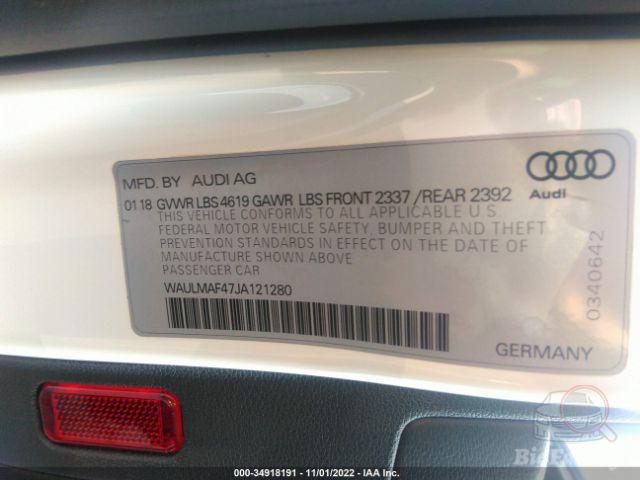 MFD. BY AUDI AG
01 18 GVWR LBS 4619 GAWR LBS FRONT 2337 /REAR 2392
THIS VEHICLE CONFORMS TO ALL APPLICABLE U.S.
FEDERAL MOTOR VEHICLE SAFETY, BUMPER AND THEFT
PREVENTION STANDARDS IN EFFECT ON THE DATE OF
MANUFACTURE SHOWN ABOVE
PASSENGER CAR
WAULMAF47JA121280
Audi
0340642
GERMANY
000-34918191 - 11/01/2022 - IAA Inc.